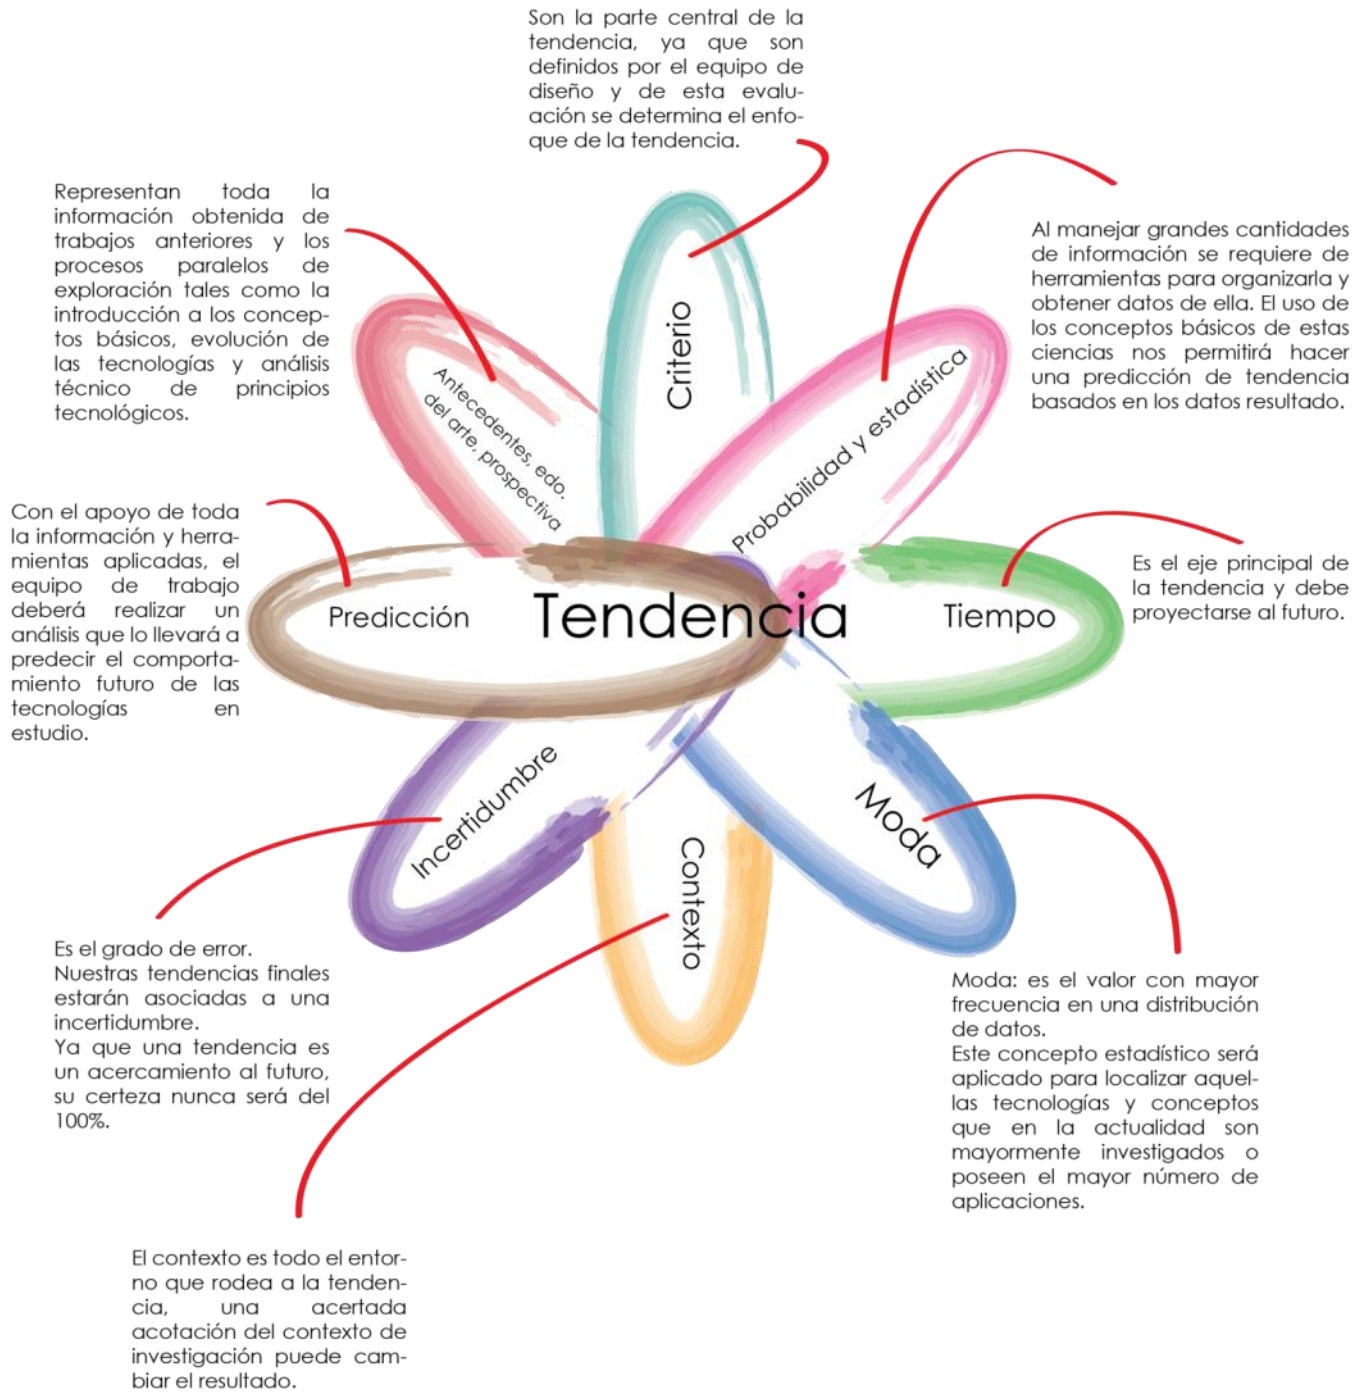 Son la parte central de la
tendencia, ya que son
definidos por el equipo de
diseño y de esta evalu-
ación se determina el enfo-
que de la tendencia.
Representan toda la
información obtenida de
trabajos anteriores y los
procesos paralelos de
exploración tales como la
introducción a los concep-
tos básicos, evolución de
las tecnologías y análisis
técnico de principios
tecnológicos.
Al manejar grandes cantidades
de información se requiere de
herramientas para organizarla y
obtener datos de ella. El uso de
los conceptos básicos de estas
ciencias nos permitirá hacer
una predicción de tendencia
basados en los datos resultado.
Criterio
Antecedentes, edo.
del arte, prospectiva
Probabilidad y estadística
Con el apoyo de toda
la información y herra-
mientas aplicadas, el
equipo de trabajo
deberá realizar un
análisis que lo llevará a
predecir el comporta-
miento futuro de las
tecnologías en
estudio.
Predicción
Tendencia
Tiempo
Es el eje principal de
la tendencia y debe
proyectarse al futuro.
Incertidumbre
Contexto
Moda
Es el grado de error.
Nuestras tendencias finales
estarán asociadas a una
incertidumbre.
Ya que una tendencia es
un acercamiento al futuro,
su certeza nunca será del
100%.
Moda: es el valor con mayor
frecuencia en una distribución
de datos.
Este concepto estadístico será
aplicado para localizar aquel-
las tecnologías y conceptos
que en la actualidad son
mayormente investigados o
poseen el mayor número de
aplicaciones.
El contexto es todo el entor-
no que rodea a la tenden-
cia, una acertada
acotación del contexto de
investigación puede cam-
biar el resultado.